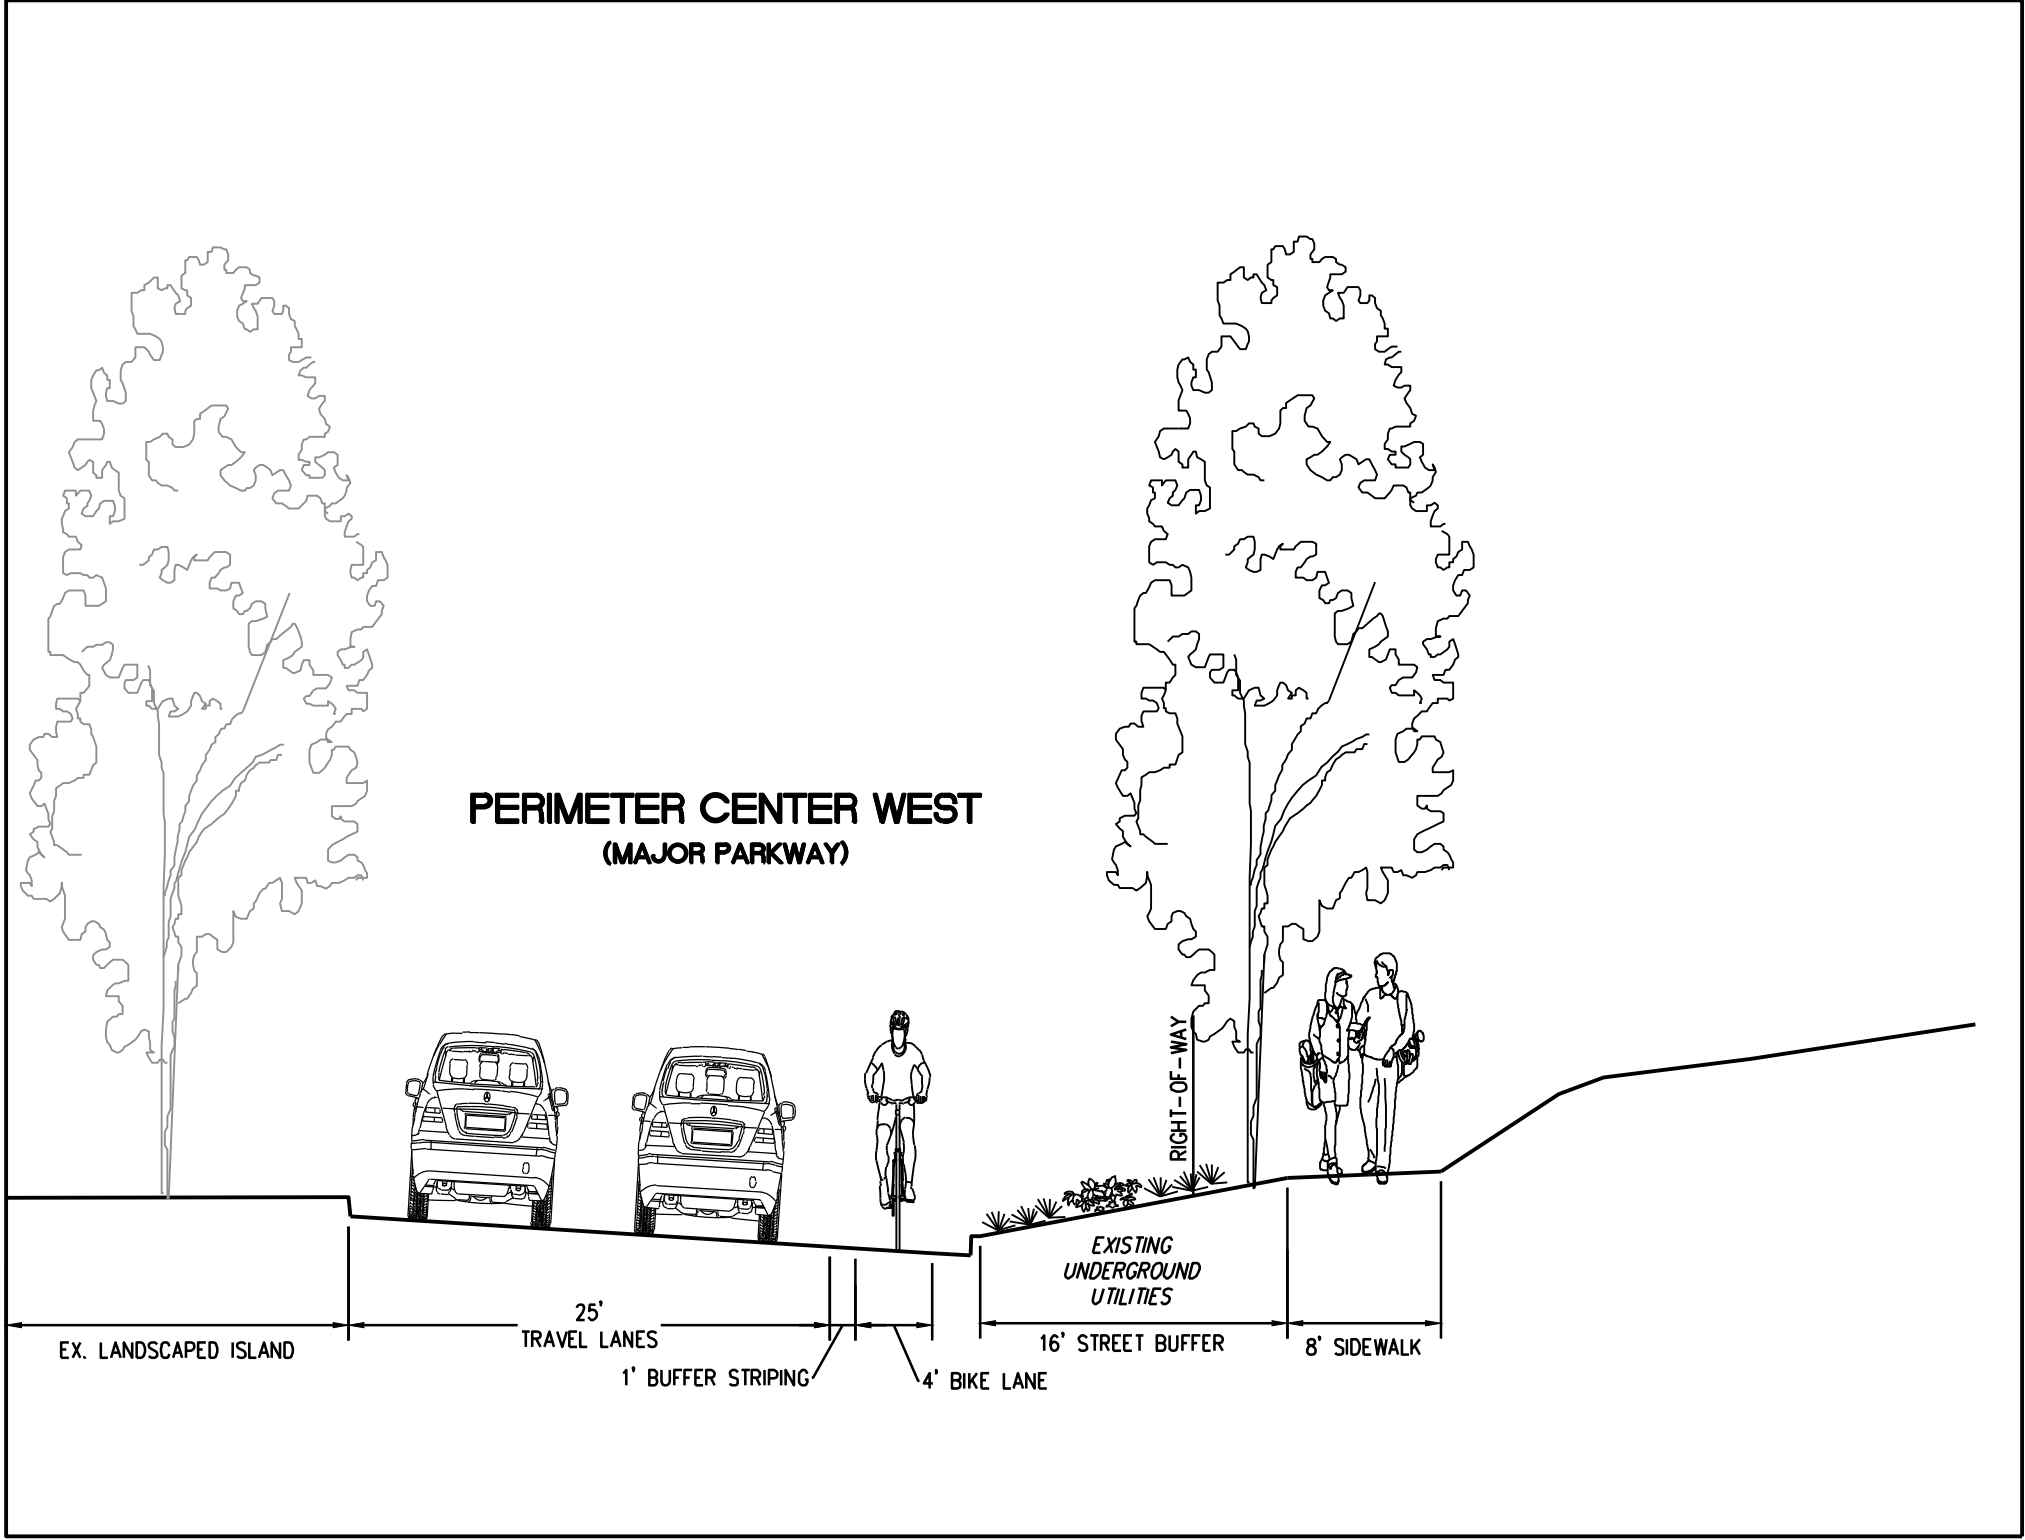 PERIMETER CENTER WEST
(MAJOR PARKWAY)
RIGHT-OF-WAY
EXISTING
UNDERGROUND
UTILITIES
25'
TRAVEL LANES
EX. LANDSCAPED ISLAND
16' STREET BUFFER
8' SIDEWALK
1' BUFFER STRIPING
4' BIKE LANE